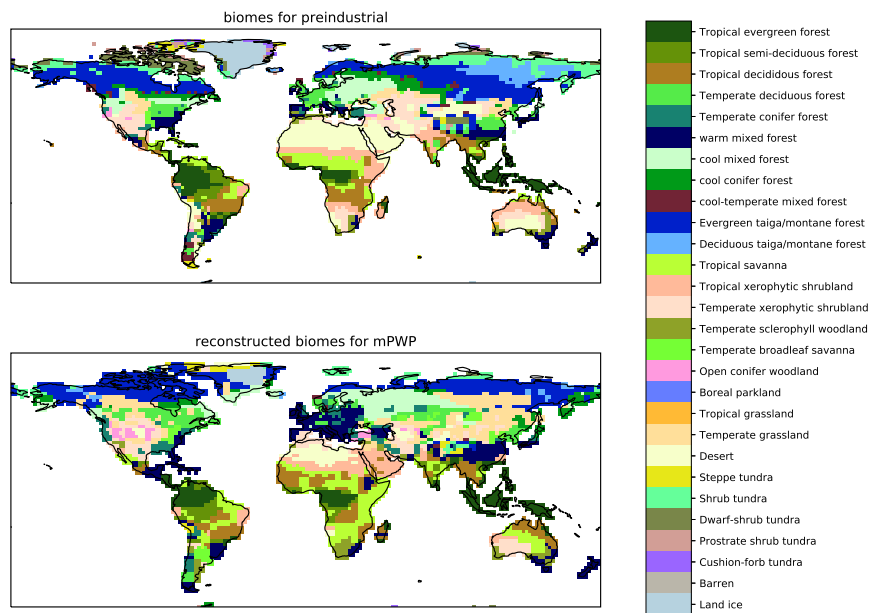 biomes for preindustrial
reconstructed biomes for mPWP
Tropical evergreen forest
Tropical semi-deciduous forest
Tropical decididous forest
Temperate deciduous forest
Temperate conifer forest
warm mixed forest
cool mixed forest
cool conifer forest
cool-temperate mixed forest
Evergreen taiga/montane forest
Deciduous taiga/montane forest
Tropical savanna
Tropical xerophytic shrubland
Temperate xerophytic shrubland
Temperate sclerophyll woodland
Temperate broadleaf savanna
Open conifer woodland
Boreal parkland
Tropical grassland
Temperate grassland
Desert
Steppe tundra
Shrub tundra
Dwarf-shrub tundra
Prostrate shrub tundra
Cushion-forb tundra
Barren
Land ice